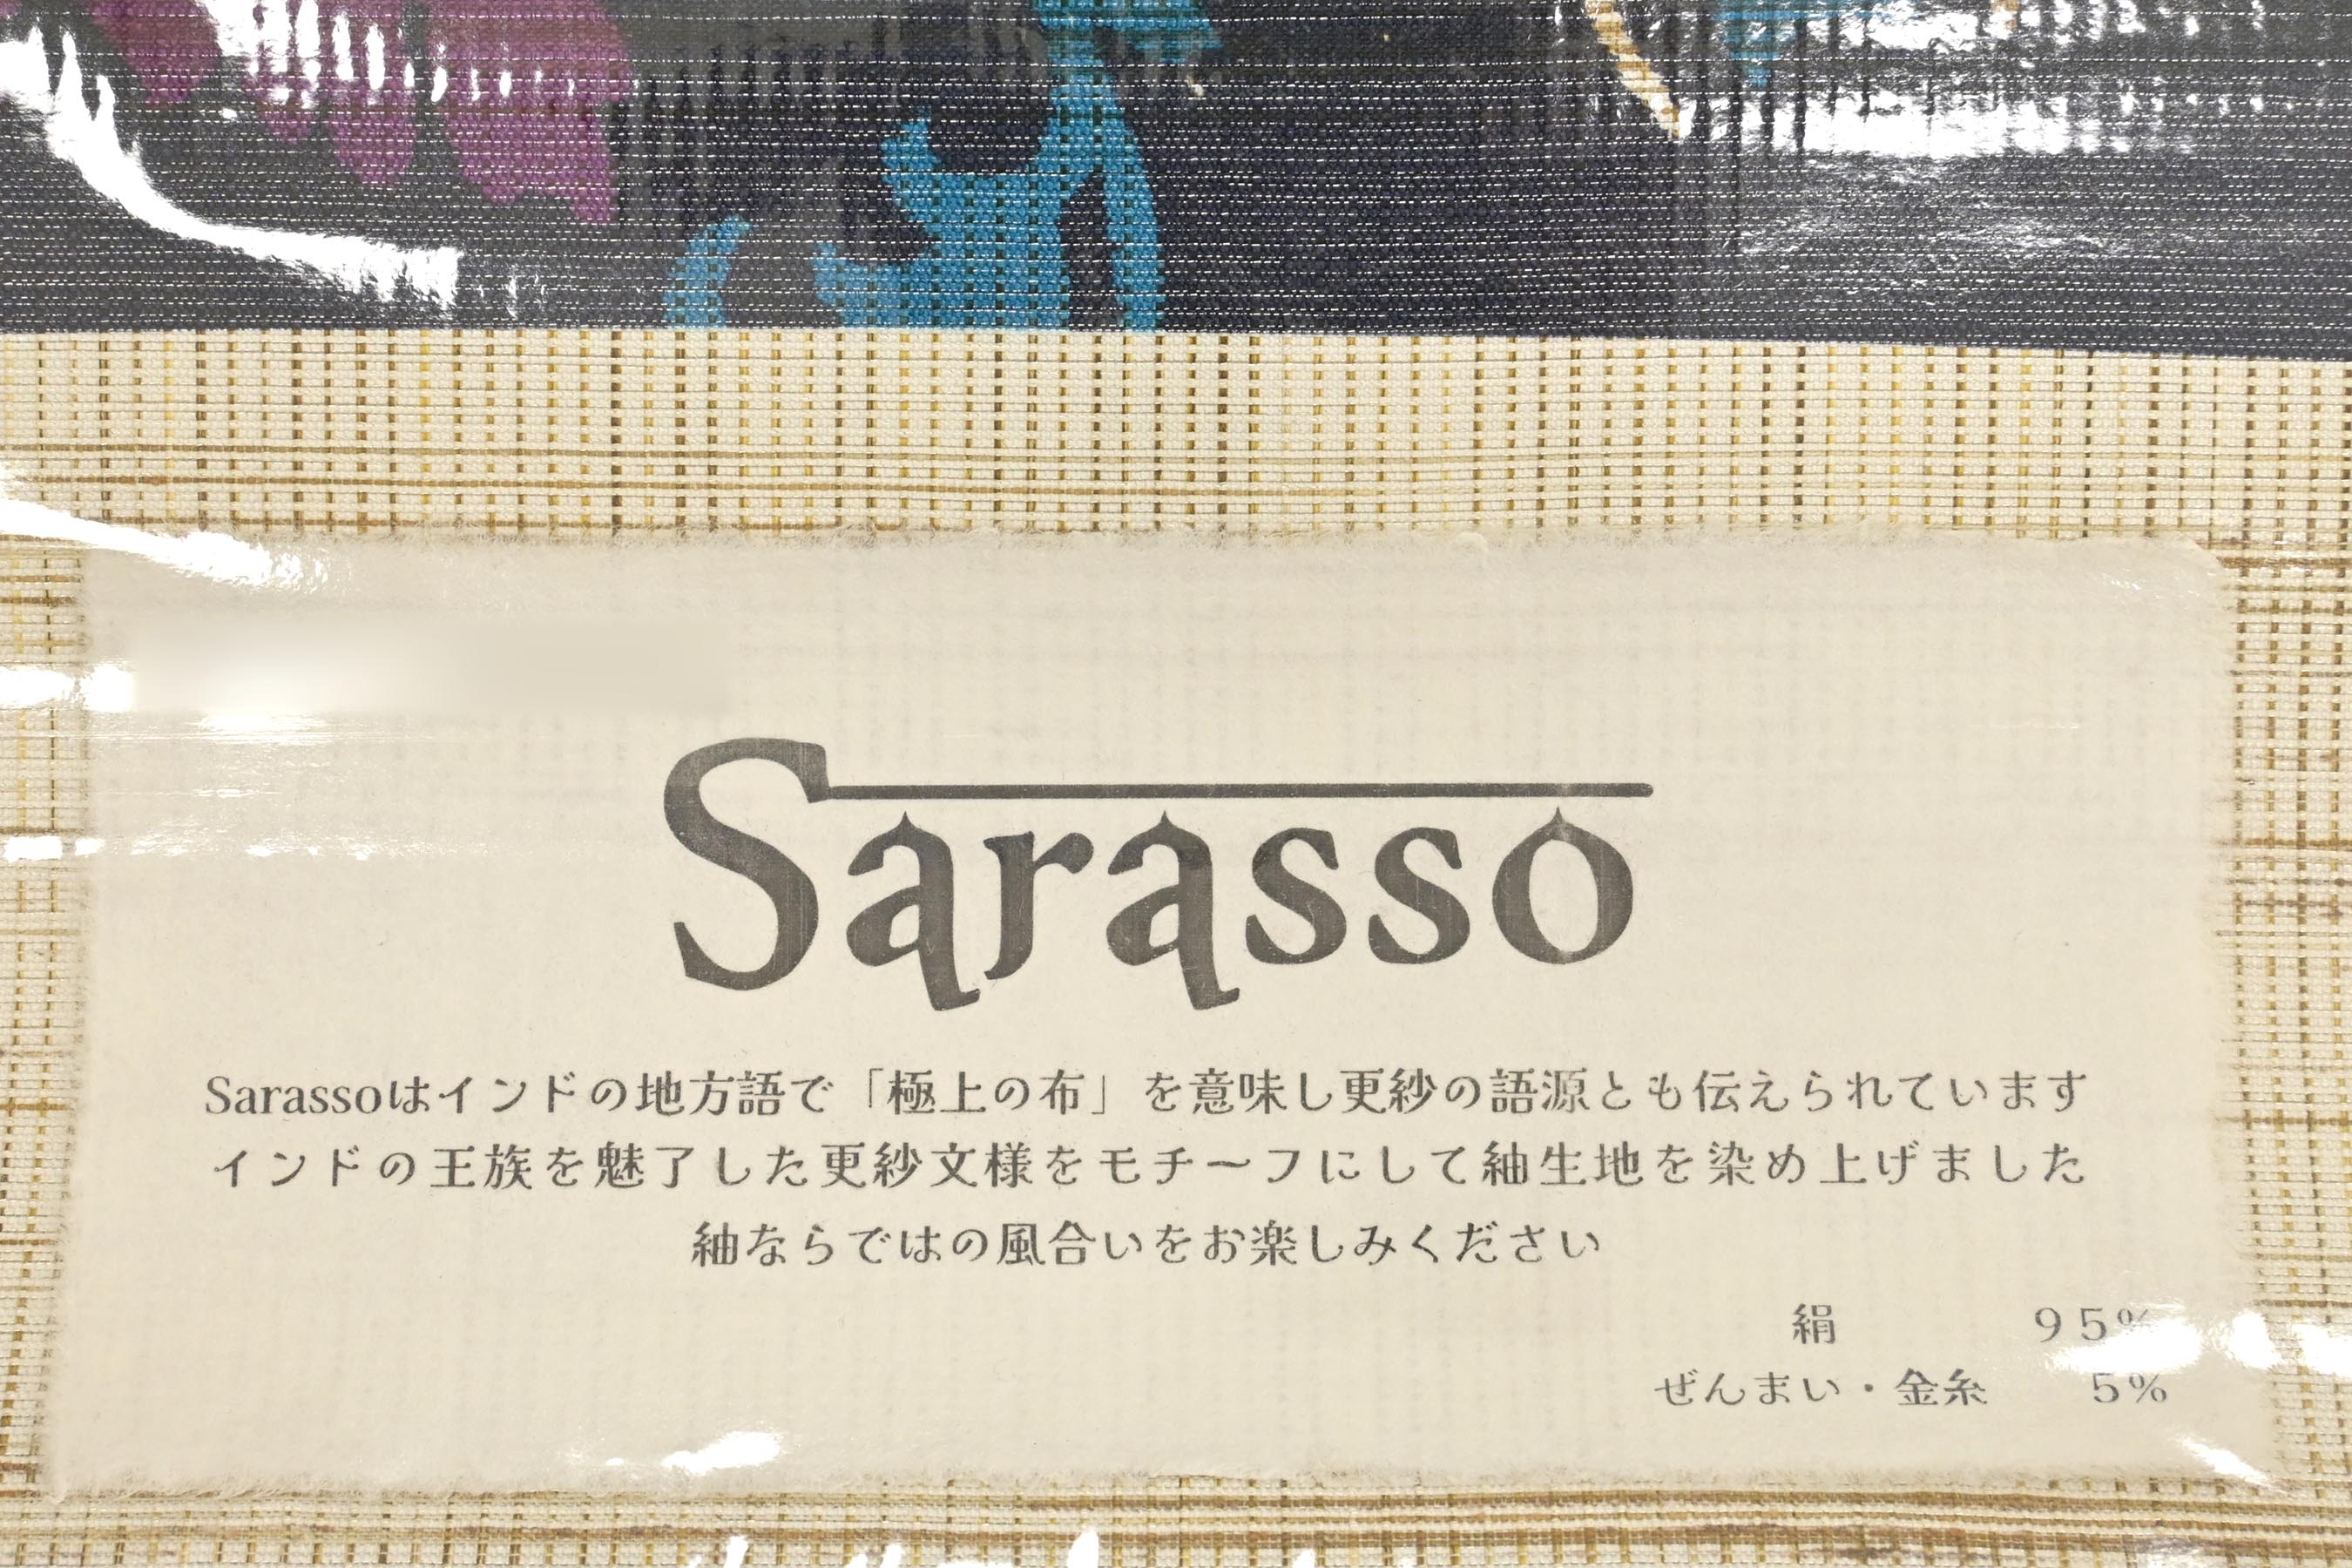 Sarasso
Sarassoはインドの地方語で「極上の布」を意味し更紗の語源とも伝えられています
インドの王族を魅了した更紗文様をモチーフにして紬生地を染め上げました
紬ならではの風合いをお楽しみください
絹 95%
ぜんまい・金糸 5%